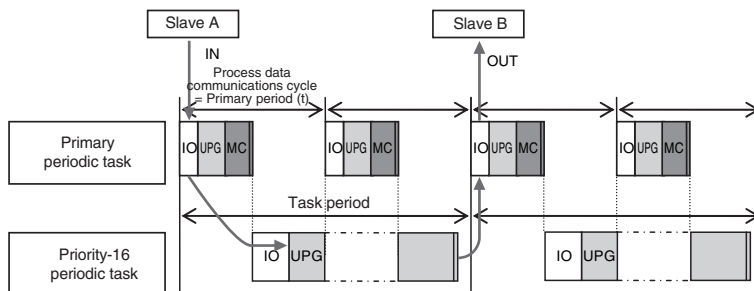 Slave A
Slave B
IN
OUT
Process data
communications cycle
= Primary period (t)
Primary
periodic task
IO UPG MC
IO UPG MC
IO UPG MC
IO UPG MC
Task period
Priority-16
periodic task
IO UPG
IO UPG